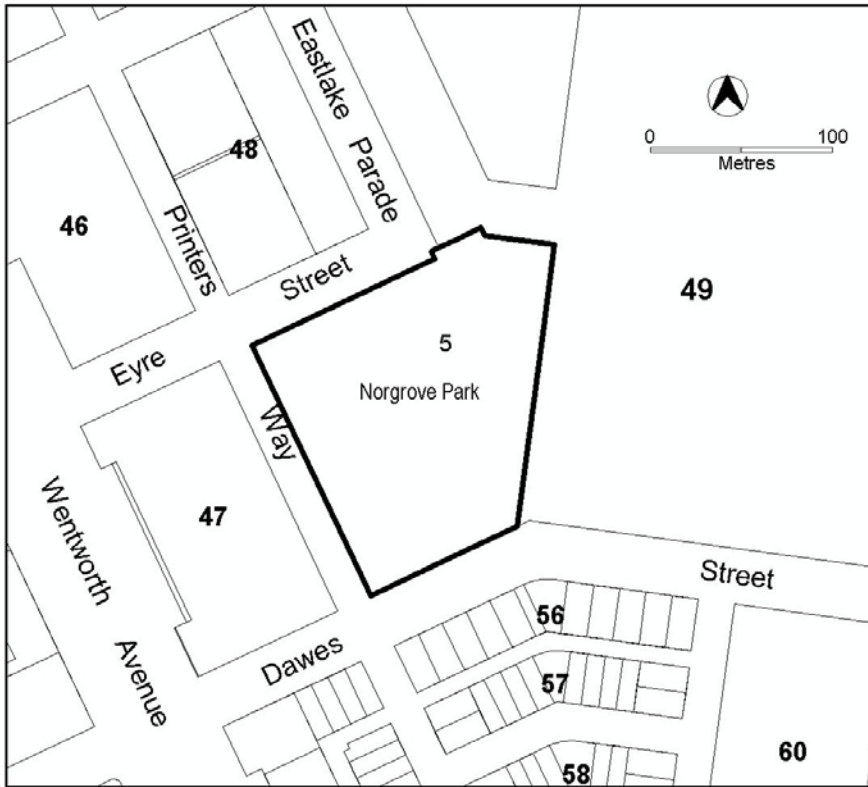 Eastlake Parade
48
0 100
Metres
46
Printers
Street
49
5
Eyre
Norgrove Park
Way
Wentworth
47
Street
56
Dawes
Avenue
57
60
58